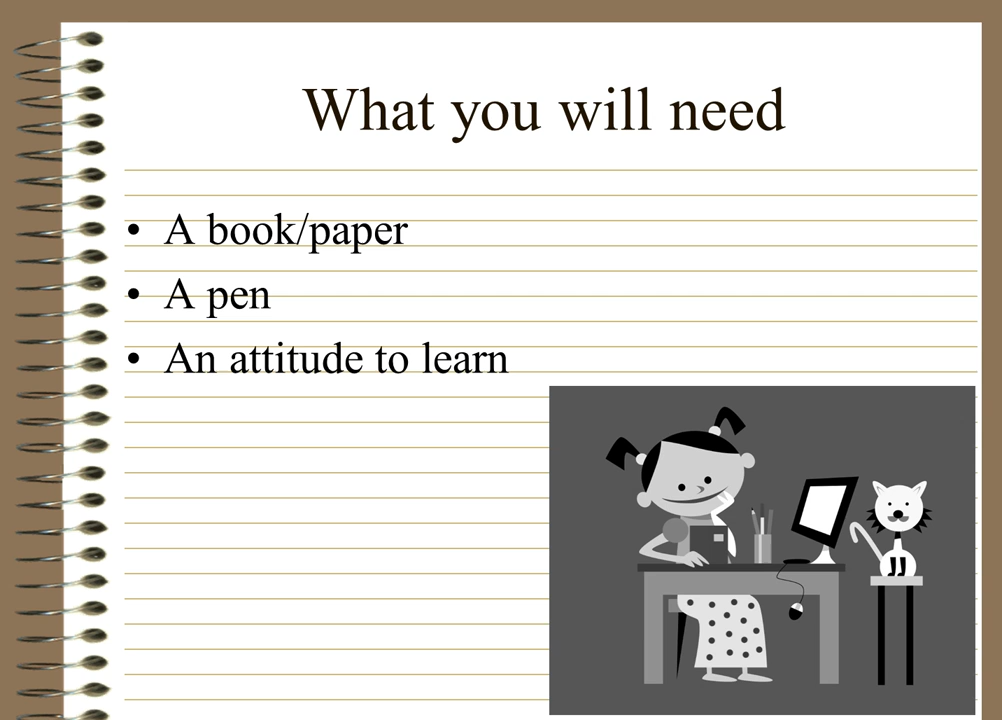 What you will need
• A book/paper
• A pen
• An attitude to learn